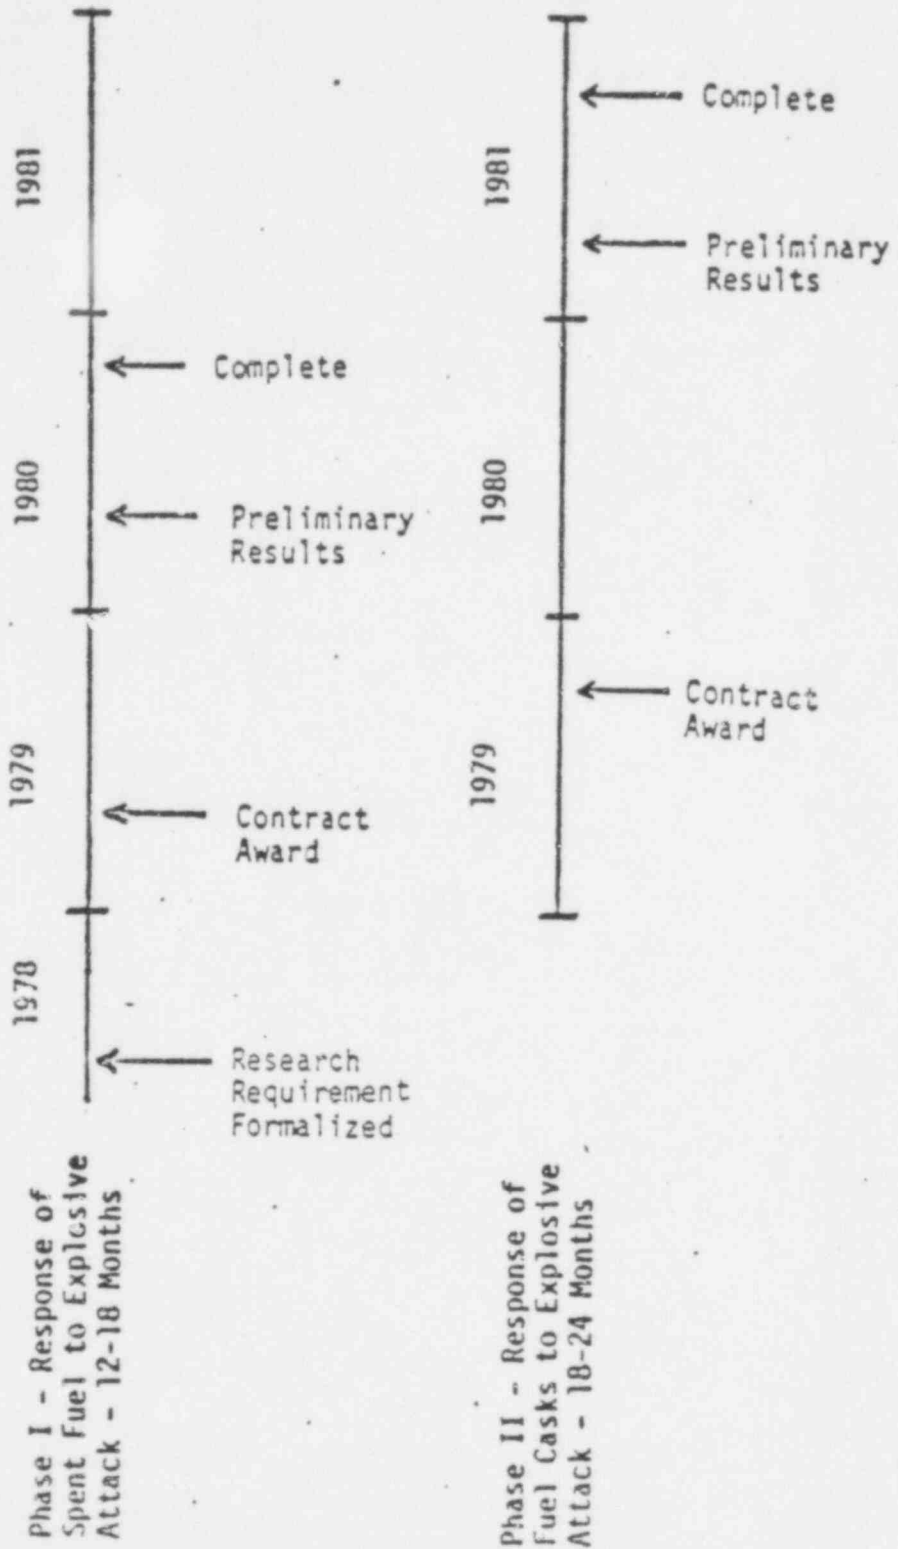 Phase I - Response of
Spent Fuel to Explosive
Attack - 12-18 Months
1978
1979
1980
1981
Research
Requirement
Formalized
Contract
Award
Preliminary
Results
Complete
Phase II - Response of
Fuel Casks to Explosive
Attack - 18-24 Months
1979
1980
1981
Contract
Award
Preliminary
Results
Complete